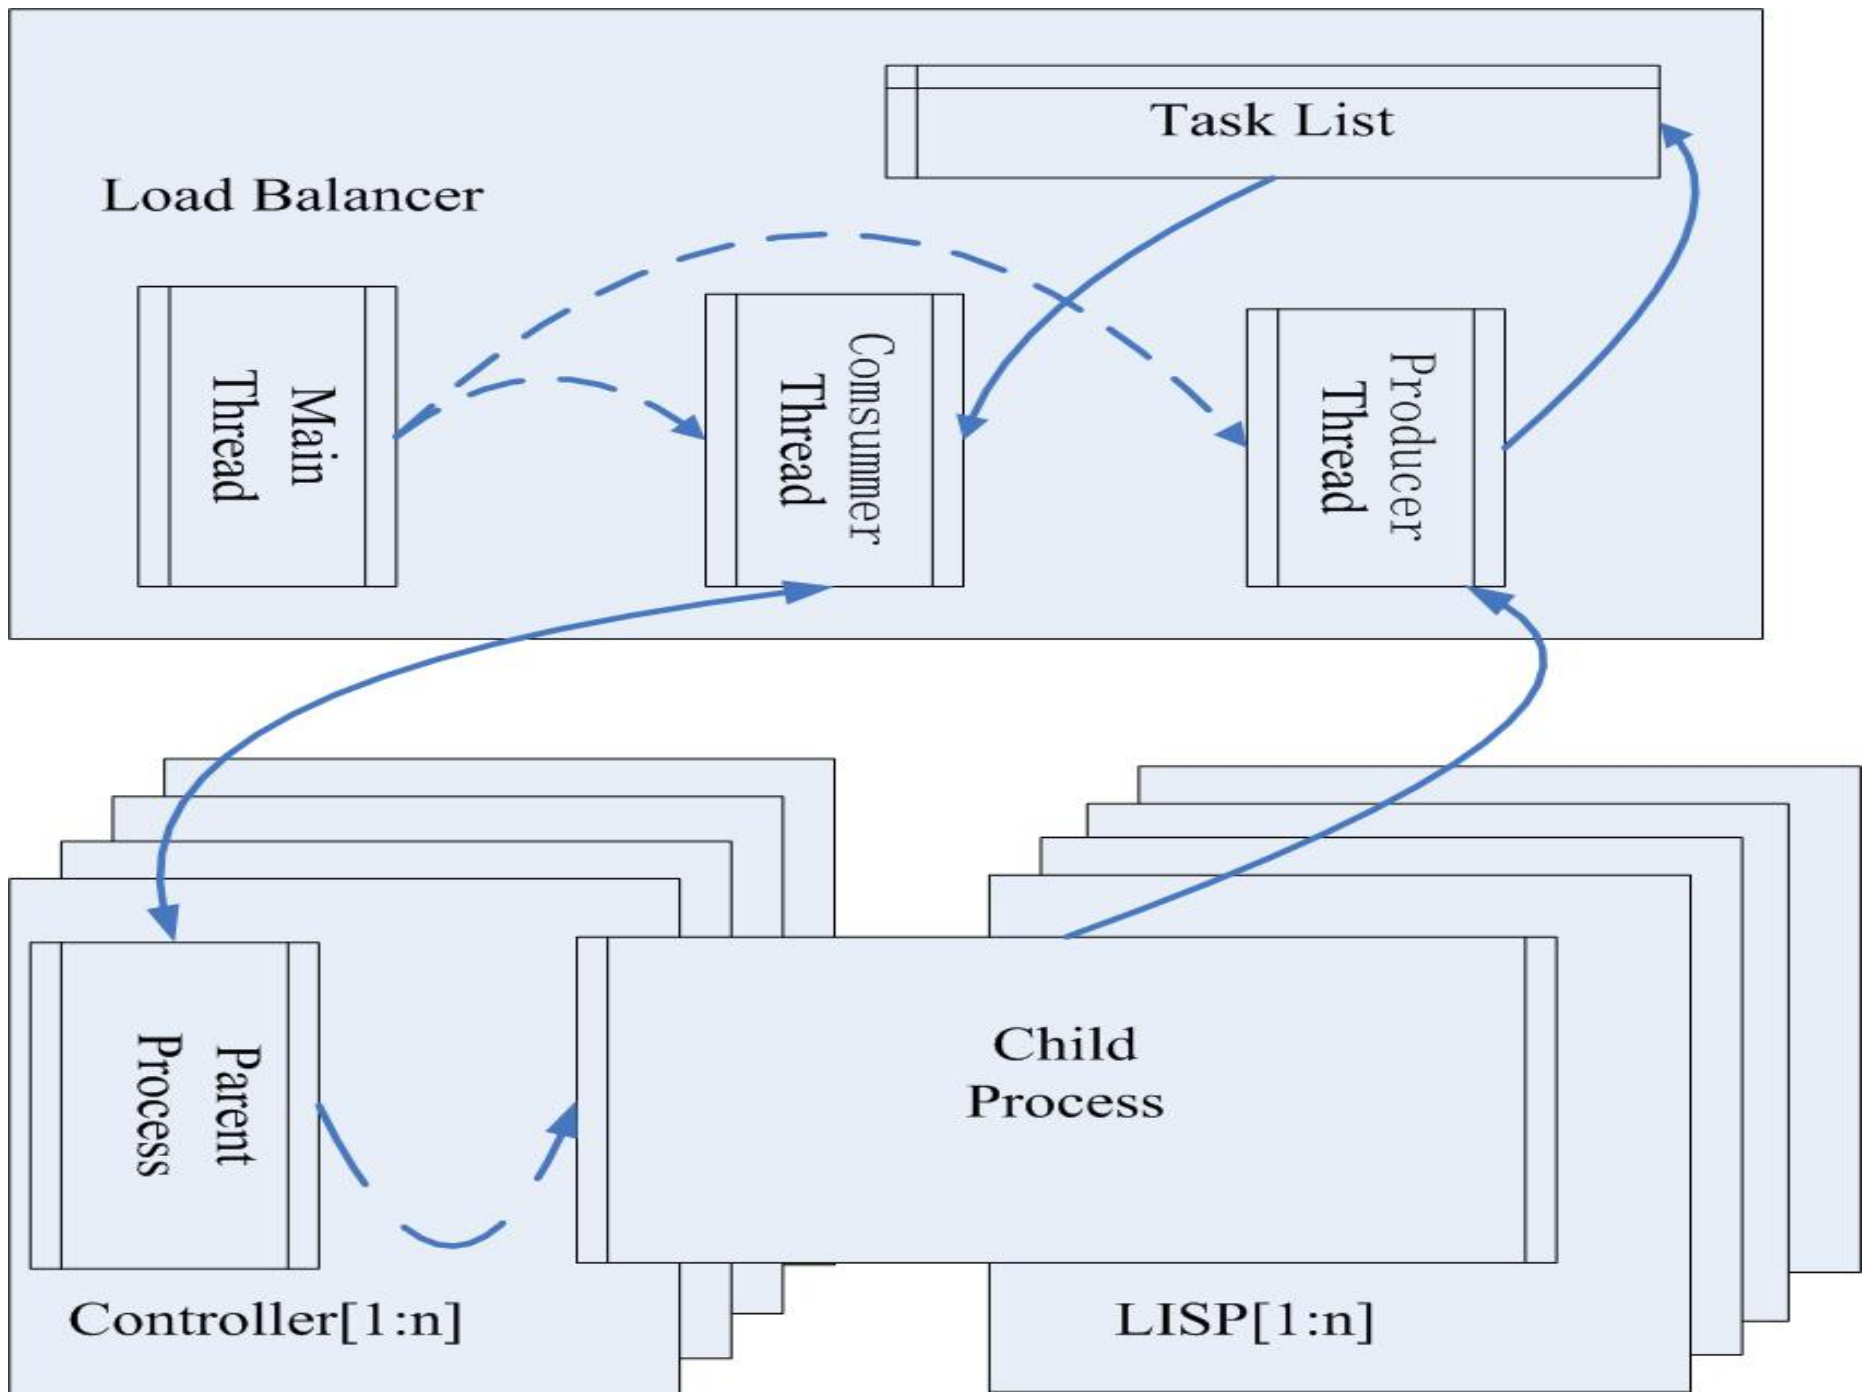 Task List
Load Balancer
Main
Thread
Comsummer
Thread
Producer
Thread
Parent
Process
Child
Process
Controller[1:n]
LISP[1:n]